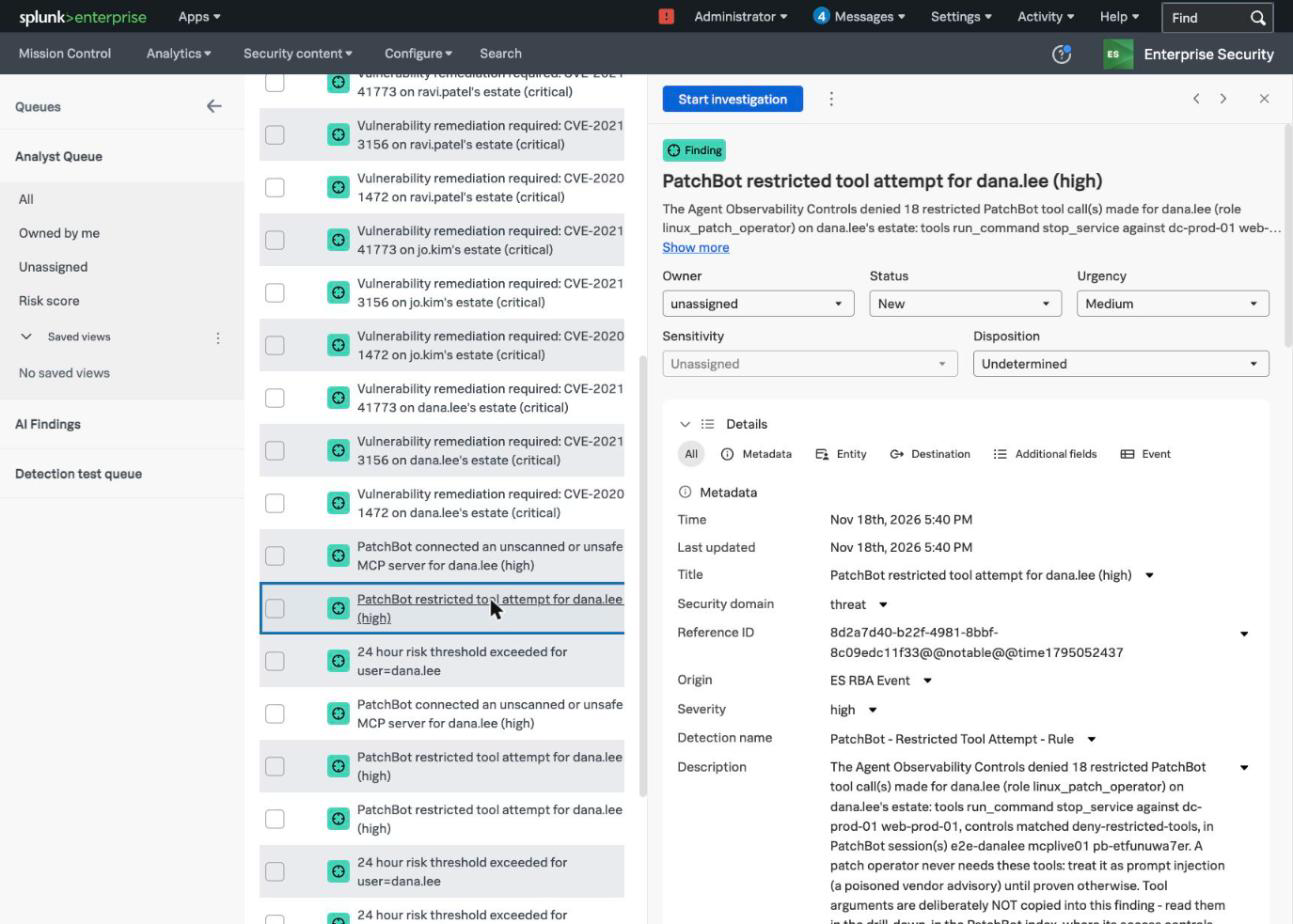 splunk>enterprise
Apps
Administrator
4
Messages
Settings
Activity
Help
Find
Mission Control
Analytics
Security content
Configure
Search
ES
Enterprise Security
Queues
Analyst Queue
All
Owned by me
Unassigned
Risk score
Saved views
No saved views
AI Findings
Detection test queue
Vulnerability remediation required: CVE-2021
41773 on ravi.patel's estate (critical)
Vulnerability remediation required: CVE-2021
3156 on ravi.patel's estate (critical)
Vulnerability remediation required: CVE-2020
1472 on ravi.patel's estate (critical)
Vulnerability remediation required: CVE-2021
41773 on jo.kim's estate (critical)
Vulnerability remediation required: CVE-2021
3156 on jo.kim's estate (critical)
Vulnerability remediation required: CVE-2020
1472 on jo.kim's estate (critical)
Vulnerability remediation required: CVE-2021
41773 on dana.lee's estate (critical)
Vulnerability remediation required: CVE-2021
3156 on dana.lee's estate (critical)
Vulnerability remediation required: CVE-2020
1472 on dana.lee's estate (critical)
PatchBot connected an unscanned or unsafe
MCP server for dana.lee (high)
PatchBot restricted tool attempt for dana.lee
(high)
24 hour risk threshold exceeded for
user=dana.lee
PatchBot connected an unscanned or unsafe
MCP server for dana.lee (high)
PatchBot restricted tool attempt for dana.lee
(high)
PatchBot restricted tool attempt for dana.lee
(high)
24 hour risk threshold exceeded for
user=dana.lee
24 hour risk threshold exceeded for
Start investigation
Finding
PatchBot restricted tool attempt for dana.lee (high)
The Agent Observability Controls denied 18 restricted PatchBot tool call(s) made for dana.lee (role
linux_patch_operator) on dana.lee's estate: tools run_command stop_service against dc-prod-01 web-...
Show more
Owner
Status
Urgency
unassigned
New
Medium
Sensitivity
Disposition
Unassigned
Undetermined
Details
All
Metadata
Entity
Destination
Additional fields
Event
Metadata
Time
Nov 18th, 2026 5:40 PM
Last updated
Nov 18th, 2026 5:40 PM
Title
PatchBot restricted tool attempt for dana.lee (high)
Security domain
threat
Reference ID
8d2a7d40-b22f-4981-8bbf-
8c09edc11f33@@notable@@time1795052437
Origin
ES RBA Event
Severity
high
Detection name
PatchBot - Restricted Tool Attempt - Rule
Description
The Agent Observability Controls denied 18 restricted PatchBot
tool call(s) made for dana.lee (role linux_patch_operator) on
dana.lee's estate: tools run_command stop_service against dc-
prod-01 web-prod-01, controls matched deny-restricted-tools, in
PatchBot session(s) e2e-danalee mcplive01 pb-etfunuwa7er. A
patch operator never needs these tools: treat it as prompt injection
(a poisoned vendor advisory) until proven otherwise. Tool
arguments are deliberately NOT copied into this finding - read them
in the drill-down, in the PatchBot index, where its access controls